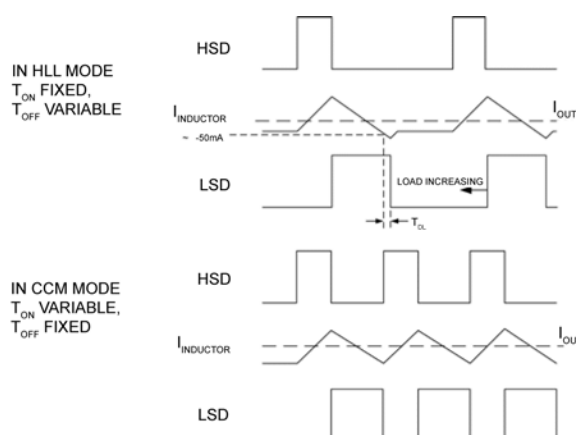 HSD
IN HLL MODE
TON FIXED,
TOFF VARIABLE
IINDUCTOR
IOUT
~ -50mA
LSD
LOAD INCREASING
TDL
HSD
IN CCM MODE
TON VARIABLE,
TOFF FIXED
IINDUCTOR
IOU
LSD